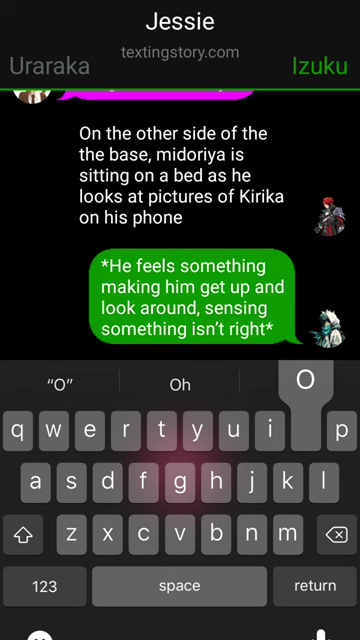 Jessie
textingstory.com
Uraraka
Izuku
On the other side of the
the base, midoriya is
sitting on a bed as he
looks at pictures of Kirika
on his phone
*He feels something
making him get up and
look around, sensing
something isn’t right*
“O”
Oh
O
q w e r t y u i p
a s d f g h j k l
z x c v b n m
123
space
return